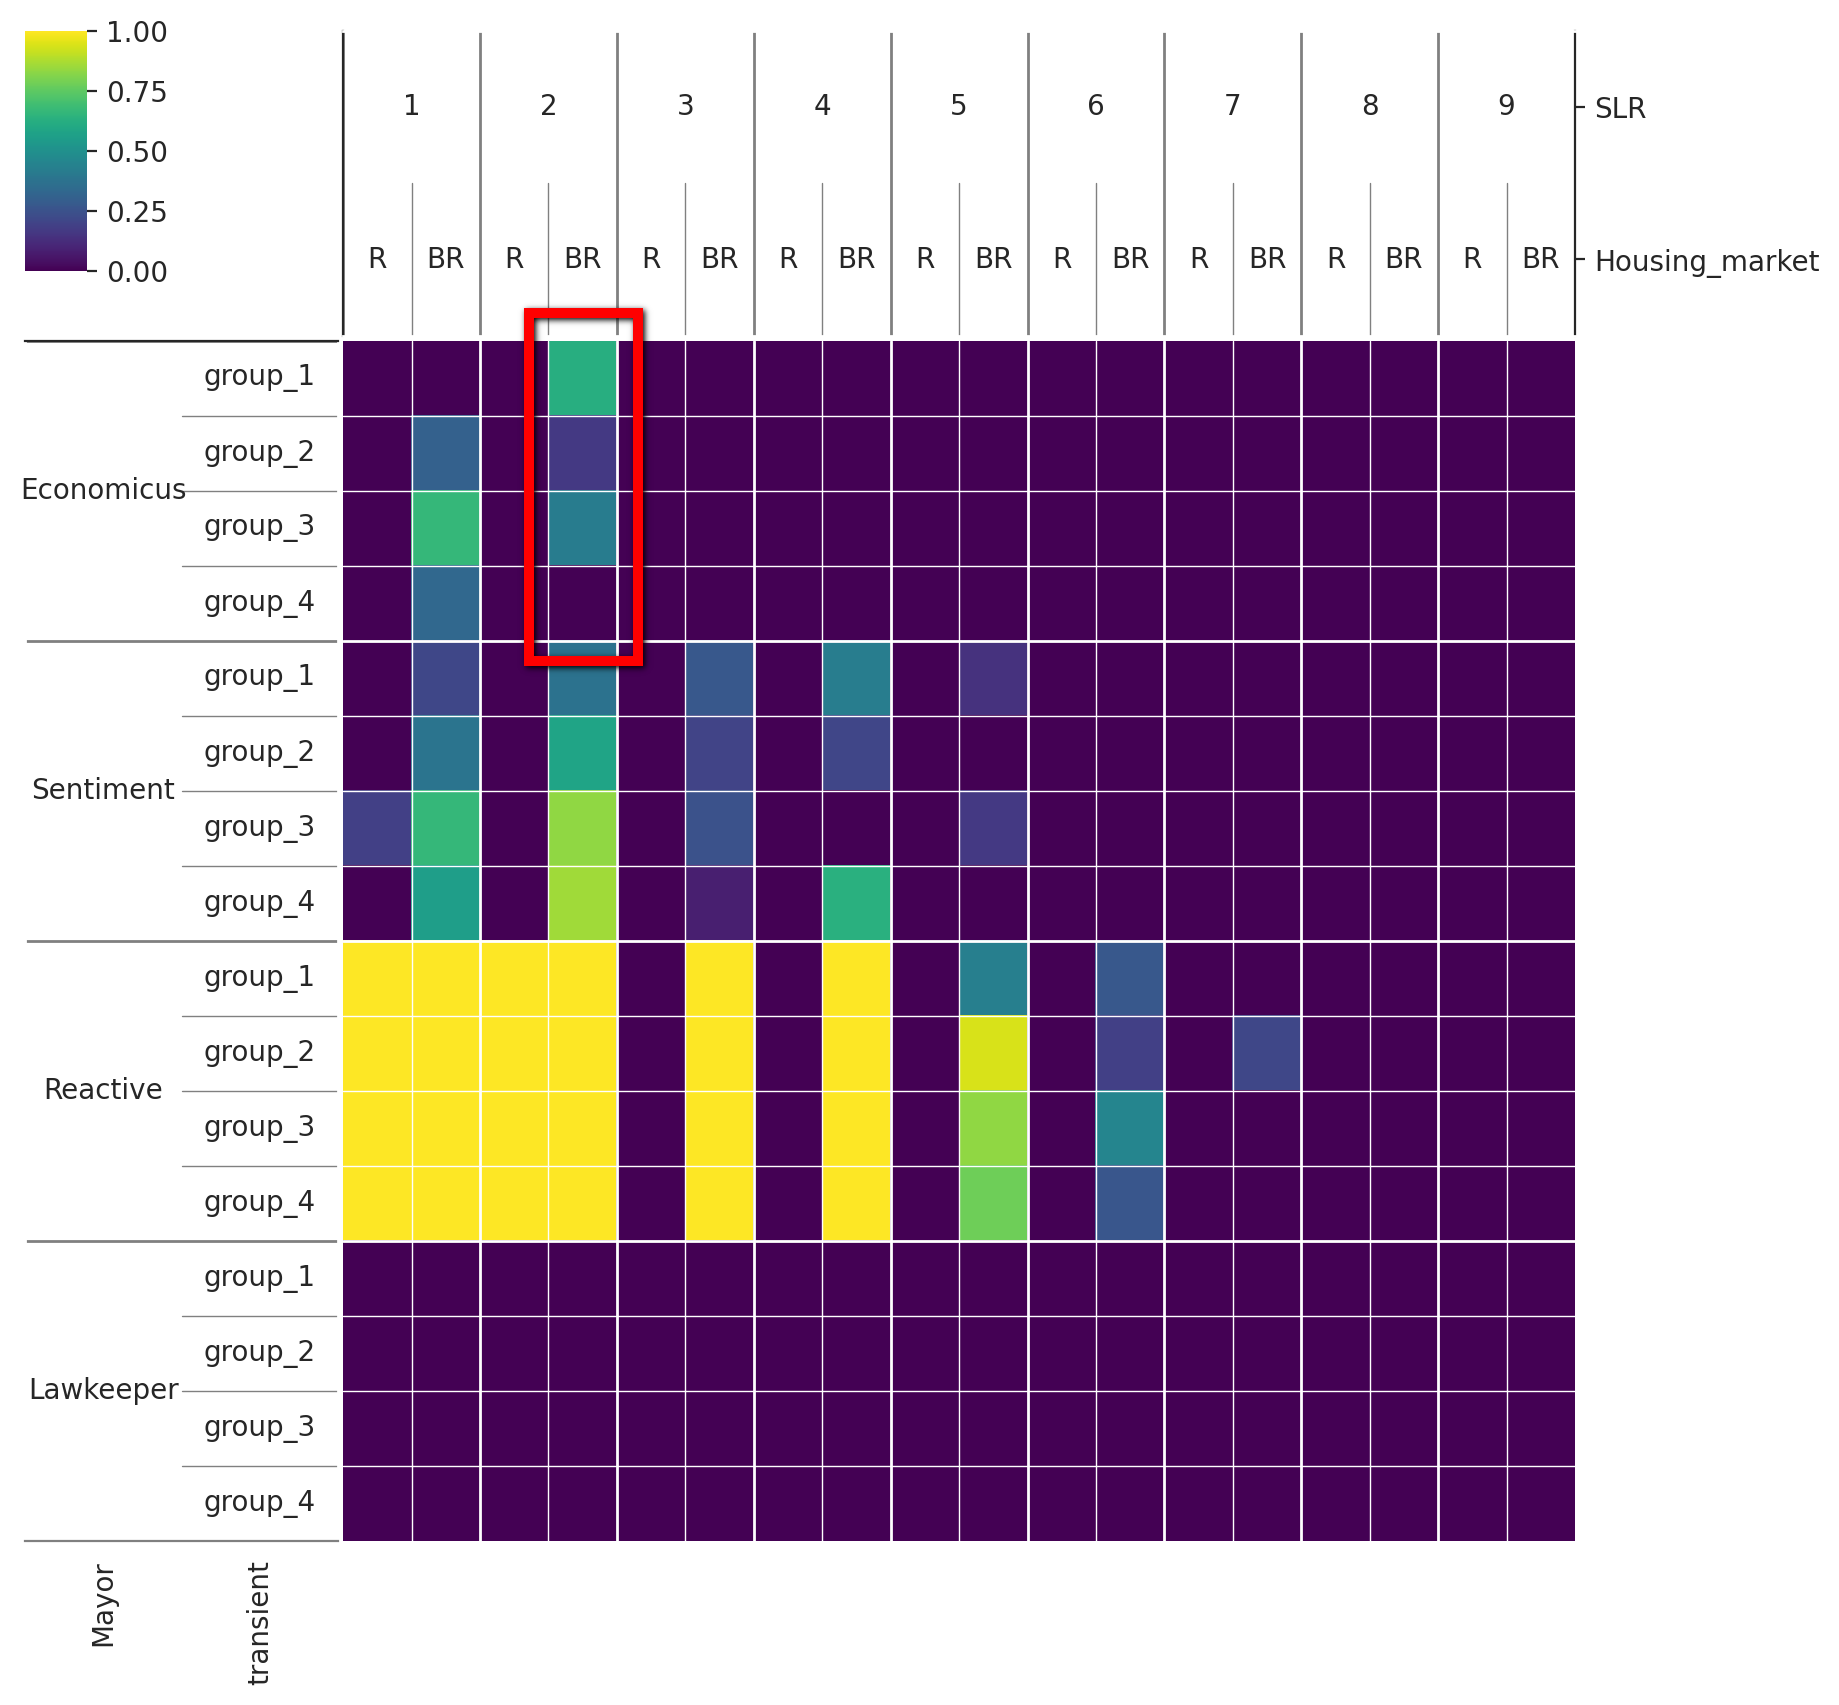 1.00
0.75
0.50
0.25
0.00
1 2 3 4 5 6 7 8 9 SLR
R BR R BR R BR R BR R BR R BR R BR R BR R BR Housing_market
Economicus
group_1
group_2
group_3
group_4
Sentiment
group_1
group_2
group_3
group_4
Reactive
group_1
group_2
group_3
group_4
Lawkeeper
group_1
group_2
group_3
group_4
Mayor
transient